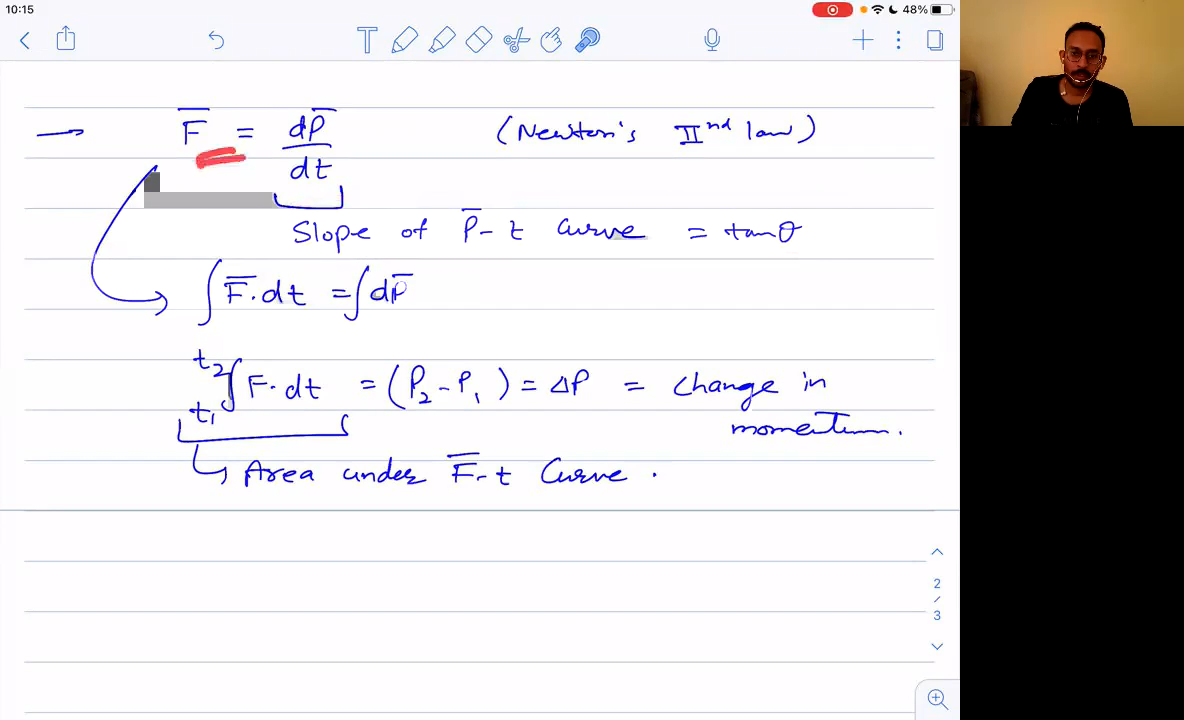 10:15
48%
T
→ F̅ = dP̅/dt (Newton's IInd law)
Slope of P̅ - t Curve = tanθ
∫ F̅. dt = ∫ dP̅
t₁∫t₂ F. dt = (P₂ - P₁) = ΔP = Change in
momentum.
↳ Area under F̅ - t Curve.
2
/
3